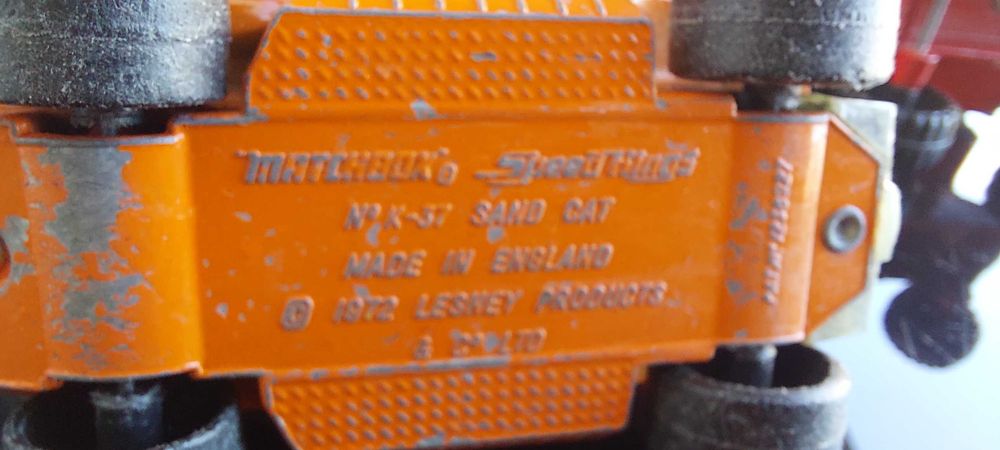 MATCHBOX® SPEEDKINGS
Nº K-37 SAND CAT
MADE IN ENGLAND
© 1972 LESNEY PRODUCTS
& Cº LTD